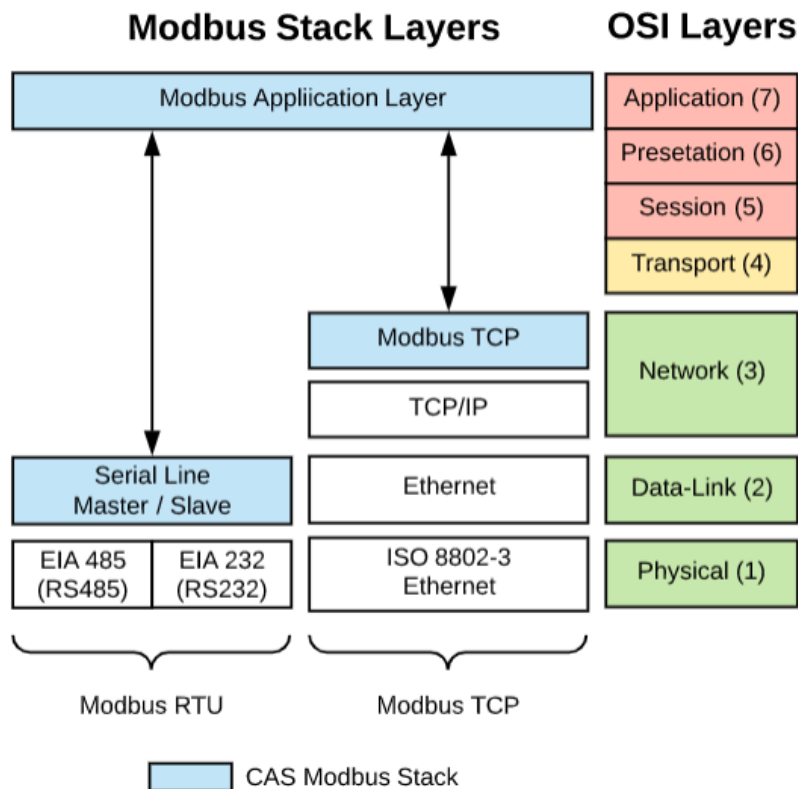 Modbus Stack Layers
OSI Layers
Modbus Appliication Layer
Application (7)
Presetation (6)
Session (5)
Transport (4)
Modbus TCP
Network (3)
TCP/IP
Serial Line
Master / Slave
Ethernet
Data-Link (2)
EIA 485
(RS485)
EIA 232
(RS232)
ISO 8802-3
Ethernet
Physical (1)
Modbus RTU
Modbus TCP
CAS Modbus Stack